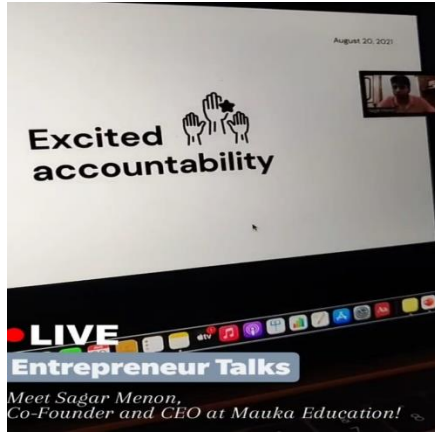 August 20, 2021
Excited
accountability
LIVE
Entrepreneur Talks
Meet Sagar Menon,
Co-Founder and CEO at Mauka Education!